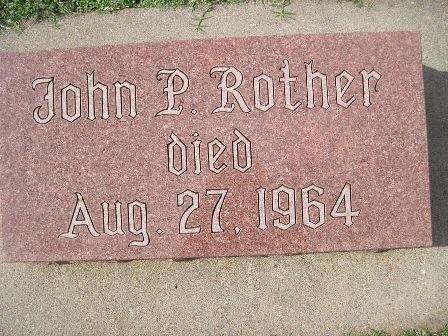 John P. Rother
died
Aug. 27, 1964